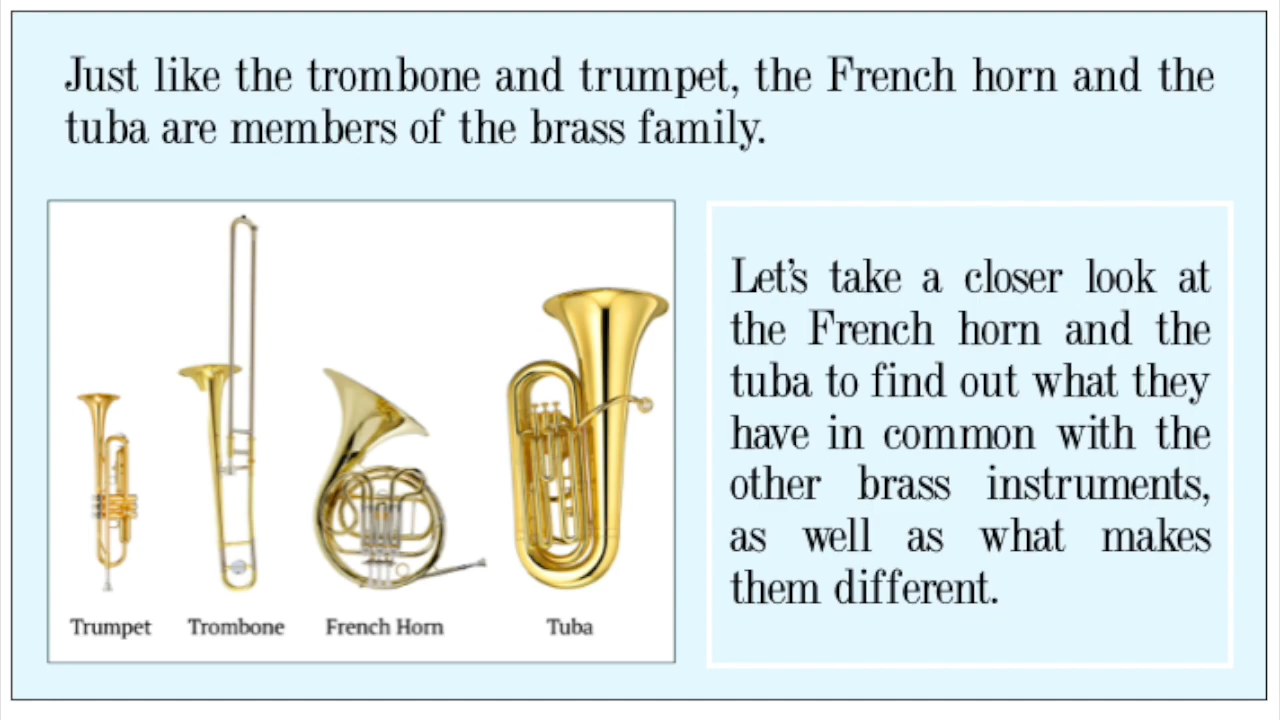 Just like the trombone and trumpet, the French horn and the
tuba are members of the brass family.
Let's take a closer look at
the French horn and the
tuba to find out what they
have in common with the
other brass instruments,
as well as what makes
them different.
Trumpet Trombone French Horn Tuba